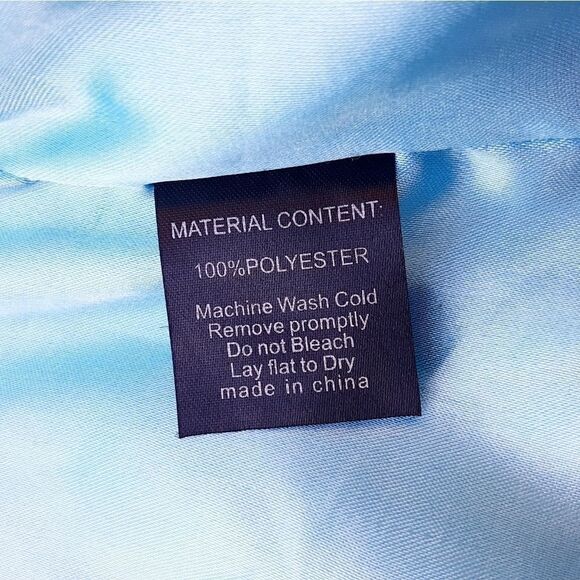 MATERIAL CONTENT:
100%POLYESTER
Machine Wash Cold
Remove promptly
Do not Bleach
Lay flat to Dry
made in china